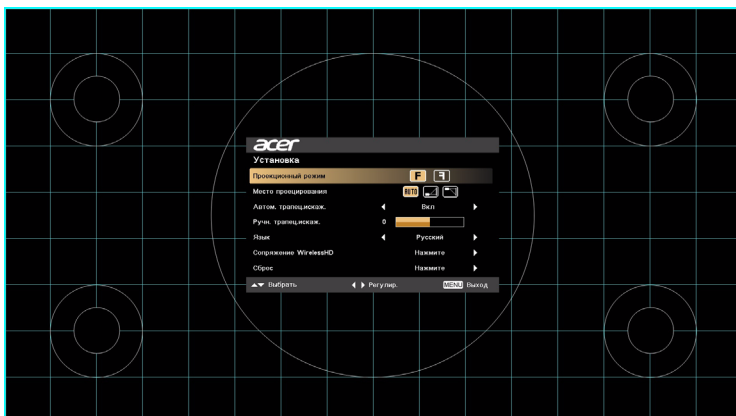 acer
Установка
Проекционный режим F F
Место проецирования AUTO
Автом. трапец.искаж. Вкл
Ручн. трапец.искаж. 0
Язык Русский
Сопряжение WirelessHD Нажмите
Сброс Нажмите
Выбрать Регулир. MENU Выход